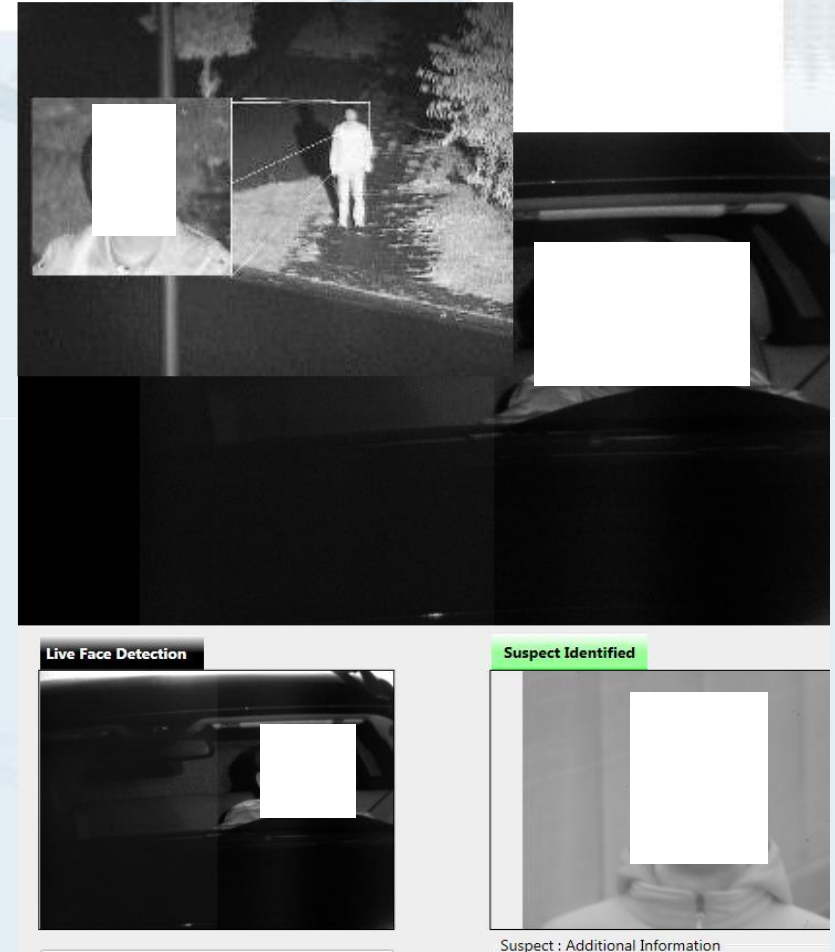 Live Face Detection
Suspect Identified
Suspect : Additional Information